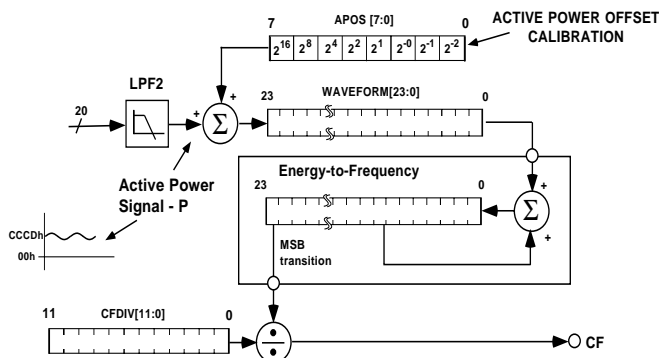 7 APOS [7:0] 0
2^16 2^8 2^4 2^2 2^1 2^-0 2^-1 2^-2
ACTIVE POWER OFFSET
CALIBRATION
LPF2
20
+ +
Σ
23 WAVEFORM[23:0] 0
Energy-to-Frequency
23 0
+
Σ
+
Active Power
Signal - P
CCCDh
00h
MSB
transition
11 CFDIV[11:0] 0
÷
CF